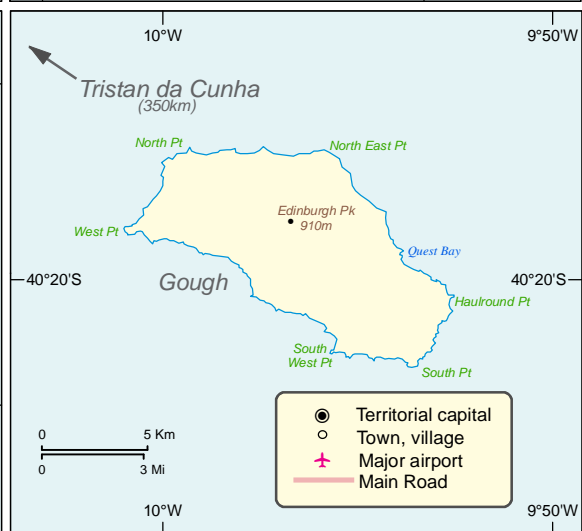 10°W
9°50'W
Tristan da Cunha
(350km)
North Pt
North East Pt
Edinburgh Pk
910m
West Pt
Quest Bay
40°20'S
Gough
40°20'S
Haulround Pt
South
West Pt
South Pt
Territorial capital
Town, village
Major airport
Main Road
0
5 Km
0
3 Mi
10°W
9°50'W